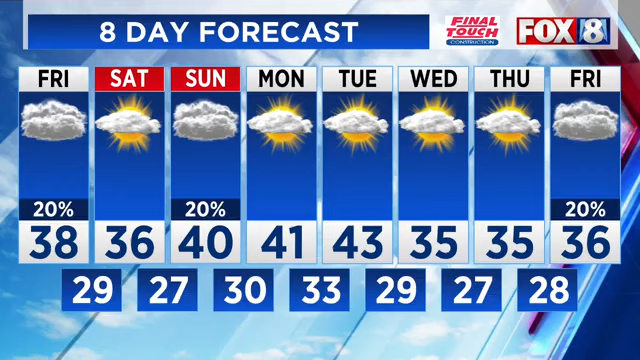 8 DAY FORECAST
FINAL TOUCH CONSTRUCTION
FOX 8
FRI SAT SUN MON TUE WED THU FRI
20% 20% 20%
38 36 40 41 43 35 35 36
29 27 30 33 29 27 28